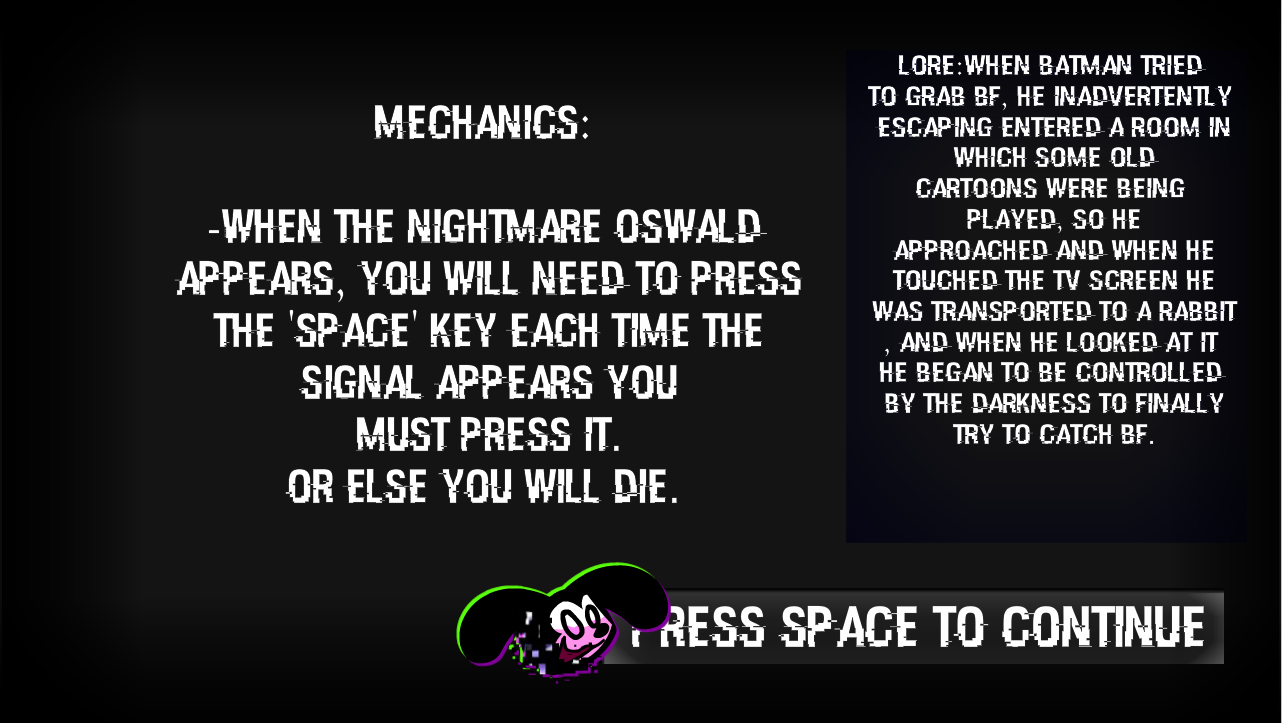 MECHANICS:
-WHEN THE NIGHTMARE OSWALD
APPEARS, YOU WILL NEED TO PRESS
THE 'SPACE' KEY EACH TIME THE
SIGNAL APPEARS YOU
MUST PRESS IT.
OR ELSE YOU WILL DIE.
LORE:WHEN BATMAN TRIED
TO GRAB BF, HE INADVERTENTLY
ESCAPING ENTERED A ROOM IN
WHICH SOME OLD
CARTOONS WERE BEING
PLAYED, SO HE
APPROACHED AND WHEN HE
TOUCHED THE TV SCREEN HE
WAS TRANSPORTED TO A RABBIT
, AND WHEN HE LOOKED AT IT
HE BEGAN TO BE CONTROLLED
BY THE DARKNESS TO FINALLY
TRY TO CATCH BF.
PRESS SPACE TO CONTINUE